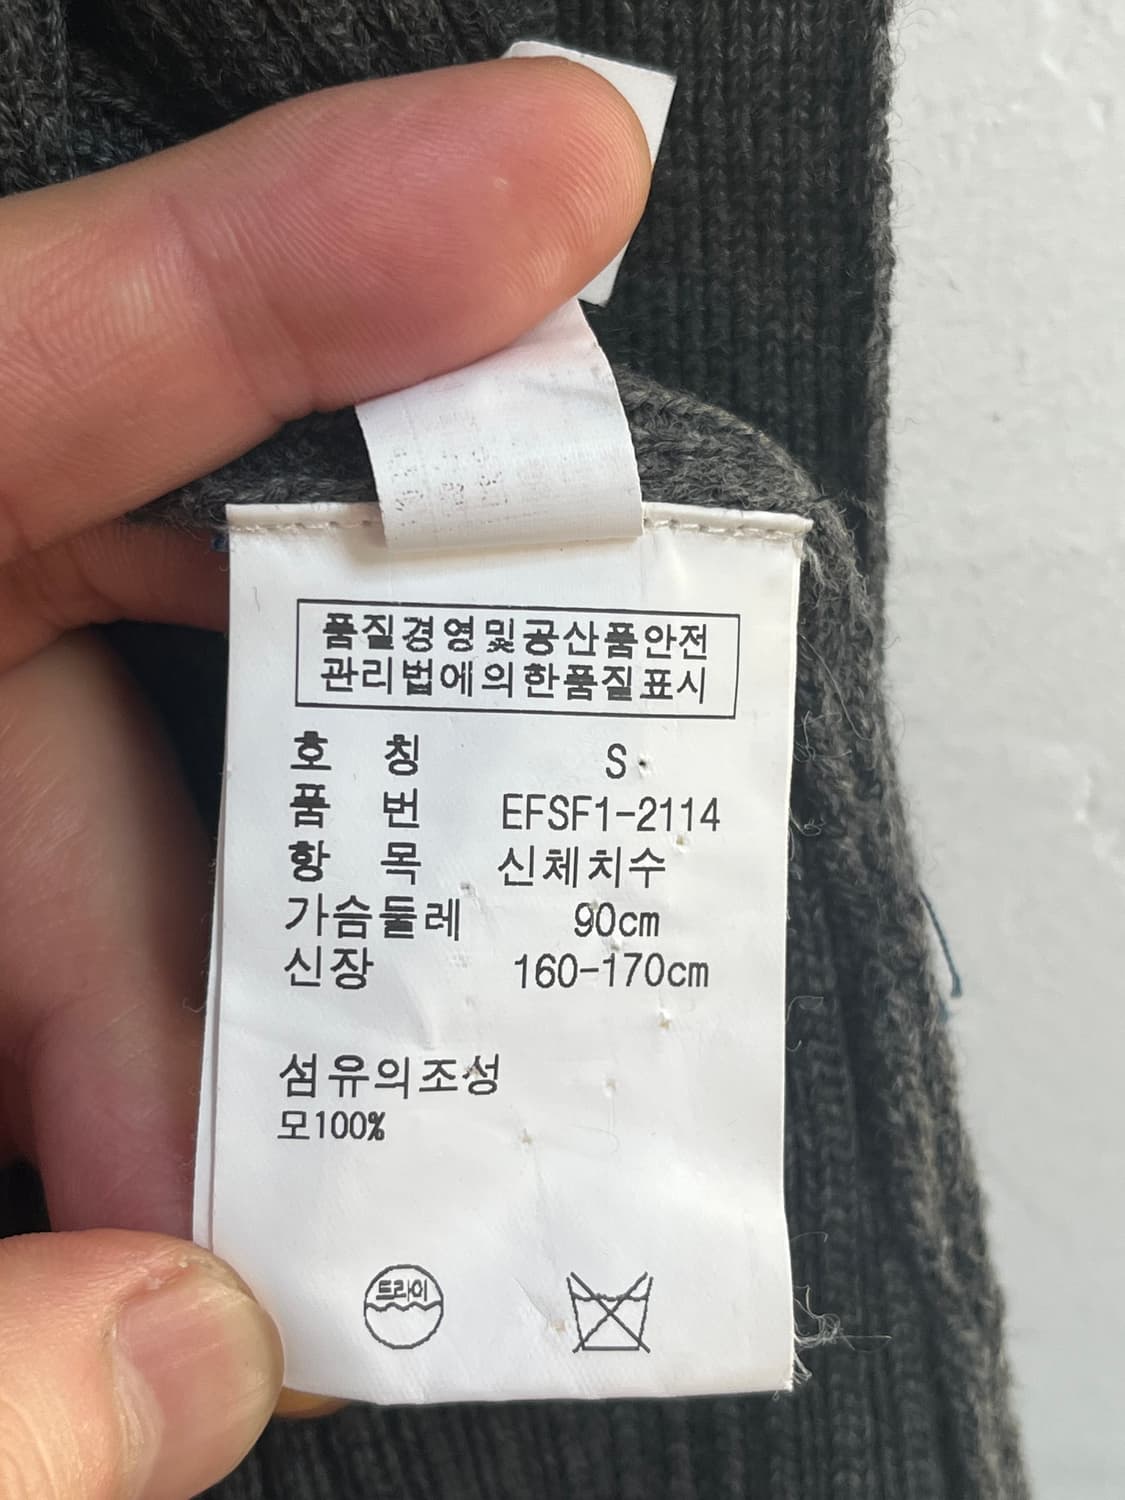 품질경영및공산품안전
관리법에의한품질표시
호 칭 S
품 번 EFSF1-2114
항 목 신체치수
가슴둘레 90cm
신장 160-170cm
섬유의조성
모100%
드라이